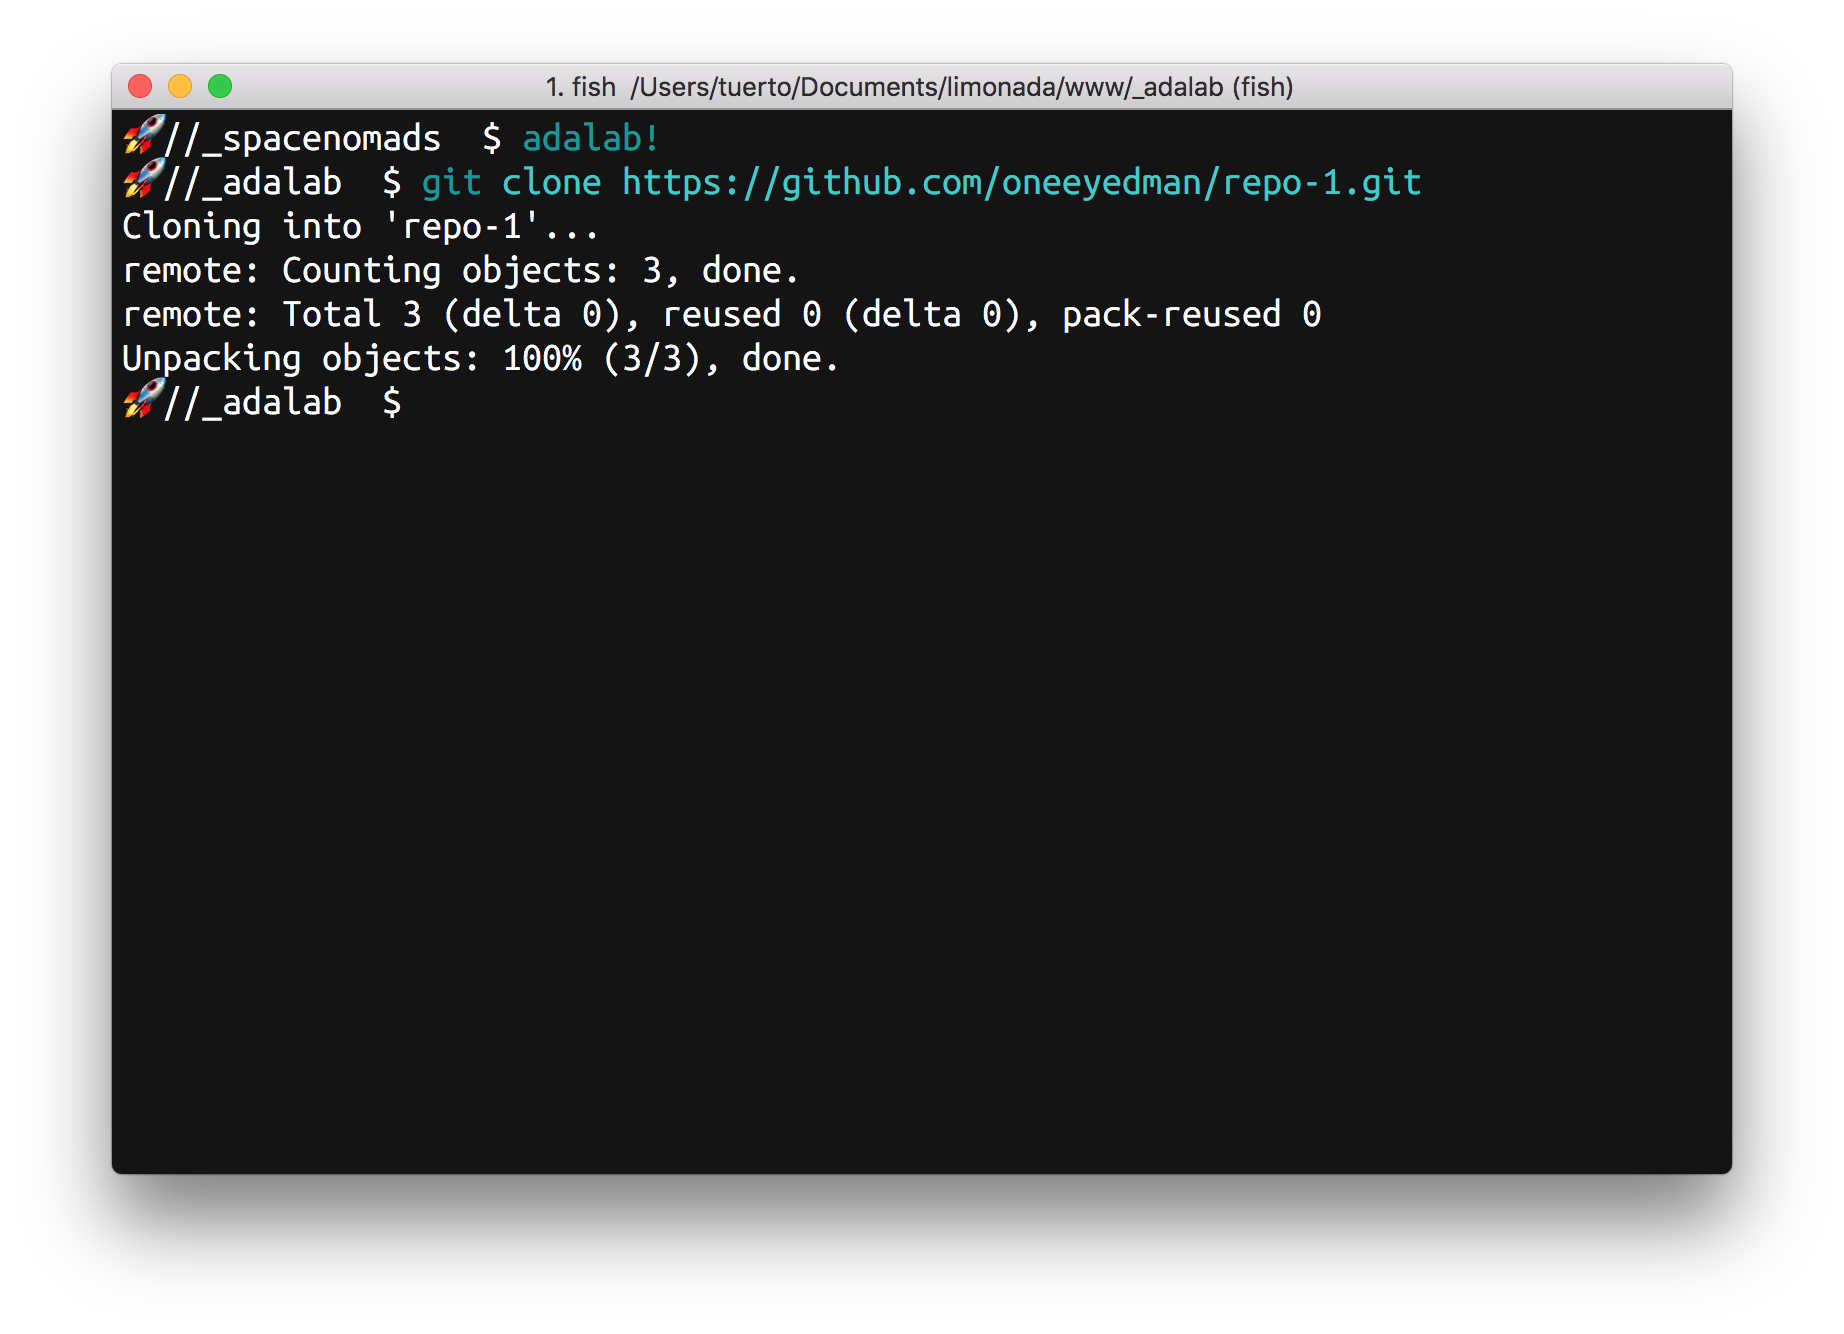 1. fish /Users/tuerto/Documents/limonada/www/_adalab (fish)
🚀//_spacenomads  $ adalab!
🚀//_adalab  $ git clone https://github.com/oneeyedman/repo-1.git
Cloning into 'repo-1'...
remote: Counting objects: 3, done.
remote: Total 3 (delta 0), reused 0 (delta 0), pack-reused 0
Unpacking objects: 100% (3/3), done.
🚀//_adalab  $